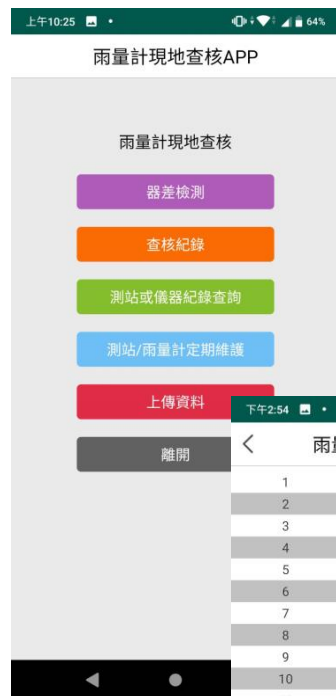 上午10:25
64%
雨量計現地查核APP
雨量計現地查核
器差檢測
查核紀錄
測站或儀器紀錄查詢
測站/雨量計定期維護
上傳資料
離開
下午2:54
雨
1
2
3
4
5
6
7
8
9
10